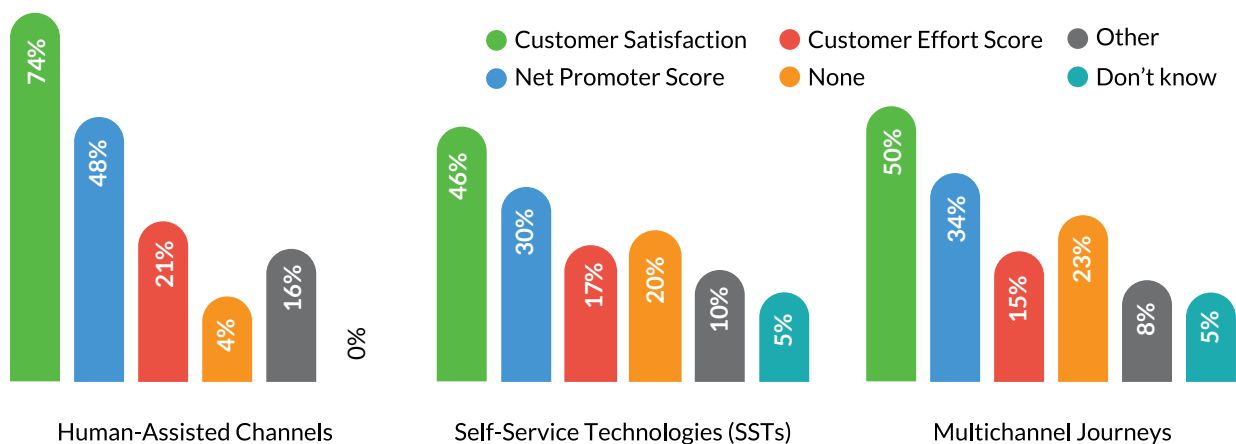 Customer Satisfaction
Customer Effort Score
Other
Net Promoter Score
None
Don't know
74%
48%
21%
4%
16%
0%
Human-Assisted Channels
46%
30%
17%
20%
10%
5%
Self-Service Technologies (SSTs)
50%
34%
15%
23%
8%
5%
Multichannel Journeys